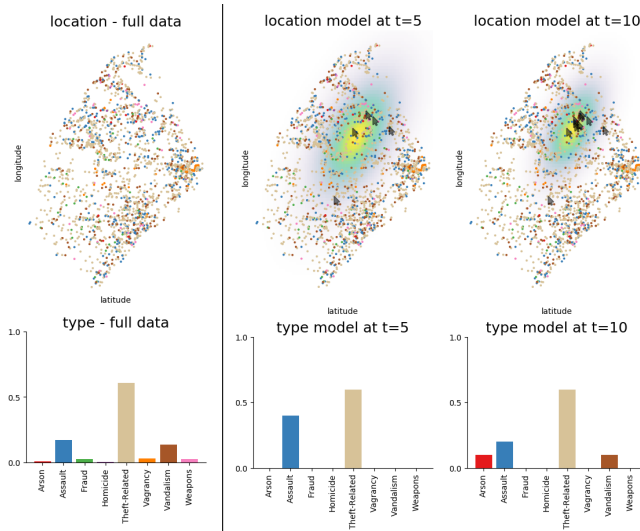 location - full data
location model at t=5
location model at t=10
longitude
longitude
longitude
latitude
latitude
latitude
type - full data
type model at t=5
type model at t=10
1.0
0.5
0.0
Arson
Assault
Fraud
Homicide
Theft-Related
Vagrancy
Vandalism
Weapons
1.0
0.5
0.0
Arson
Assault
Fraud
Homicide
Theft-Related
Vagrancy
Vandalism
Weapons
1.0
0.5
0.0
Arson
Assault
Fraud
Homicide
Theft-Related
Vagrancy
Vandalism
Weapons